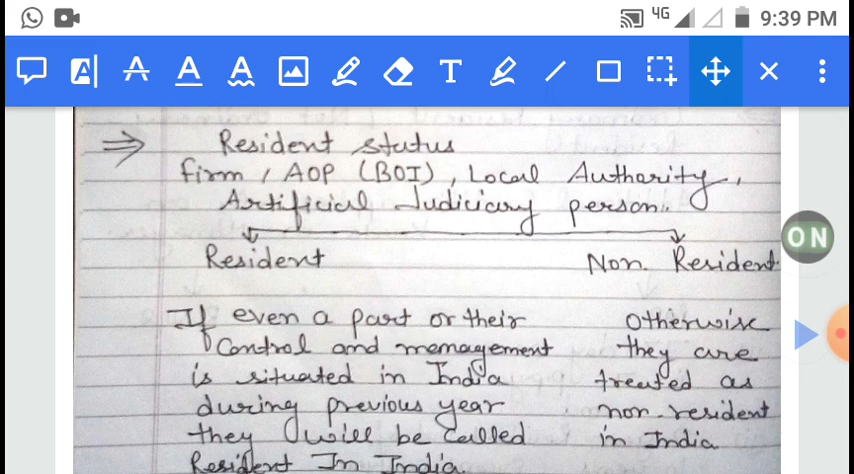 4G 9:39 PM
A A A A T
⇒ Resident status
firm / AOP (BOI), Local Authority,
Artificial Judiciary person.
Resident Non Resident
If even a part or their
Control and memagement
is situated in India
during previous year
they will be called
Resident In India.
otherwise
they are
treated as
non-resident
in India
ON